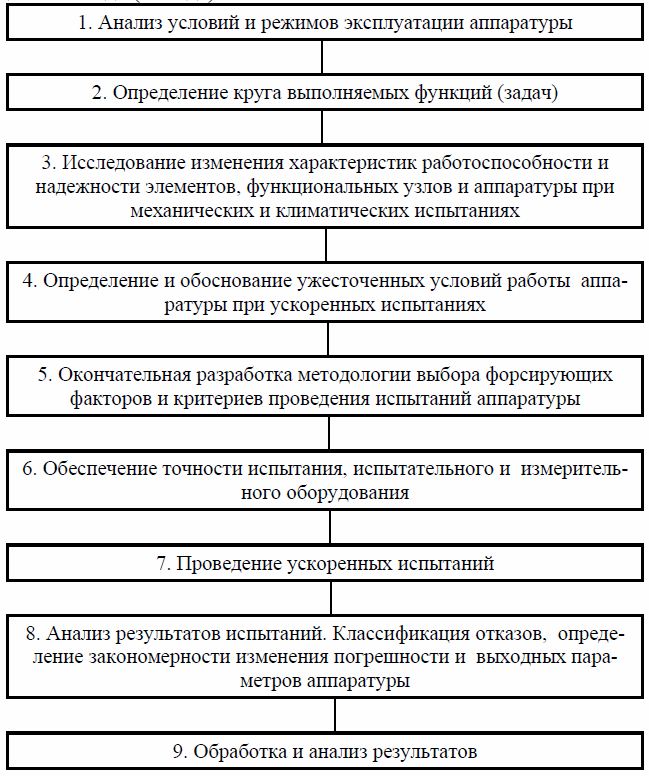 1. Анализ условий и режимов эксплуатации аппаратуры
2. Определение круга выполняемых функций (задач)
3. Исследование изменения характеристик работоспособности и
надежности элементов, функциональных узлов и аппаратуры при
механических и климатических испытаниях
4. Определение и обоснование ужесточенных условий работы аппа-
ратуры при ускоренных испытаниях
5. Окончательная разработка методологии выбора форсирующих
факторов и критериев проведения испытаний аппаратуры
6. Обеспечение точности испытания, испытательного и измеритель-
ного оборудования
7. Проведение ускоренных испытаний
8. Анализ результатов испытаний. Классификация отказов, опреде-
ление закономерности изменения погрешности и выходных пара-
метров аппаратуры
9. Обработка и анализ результатов